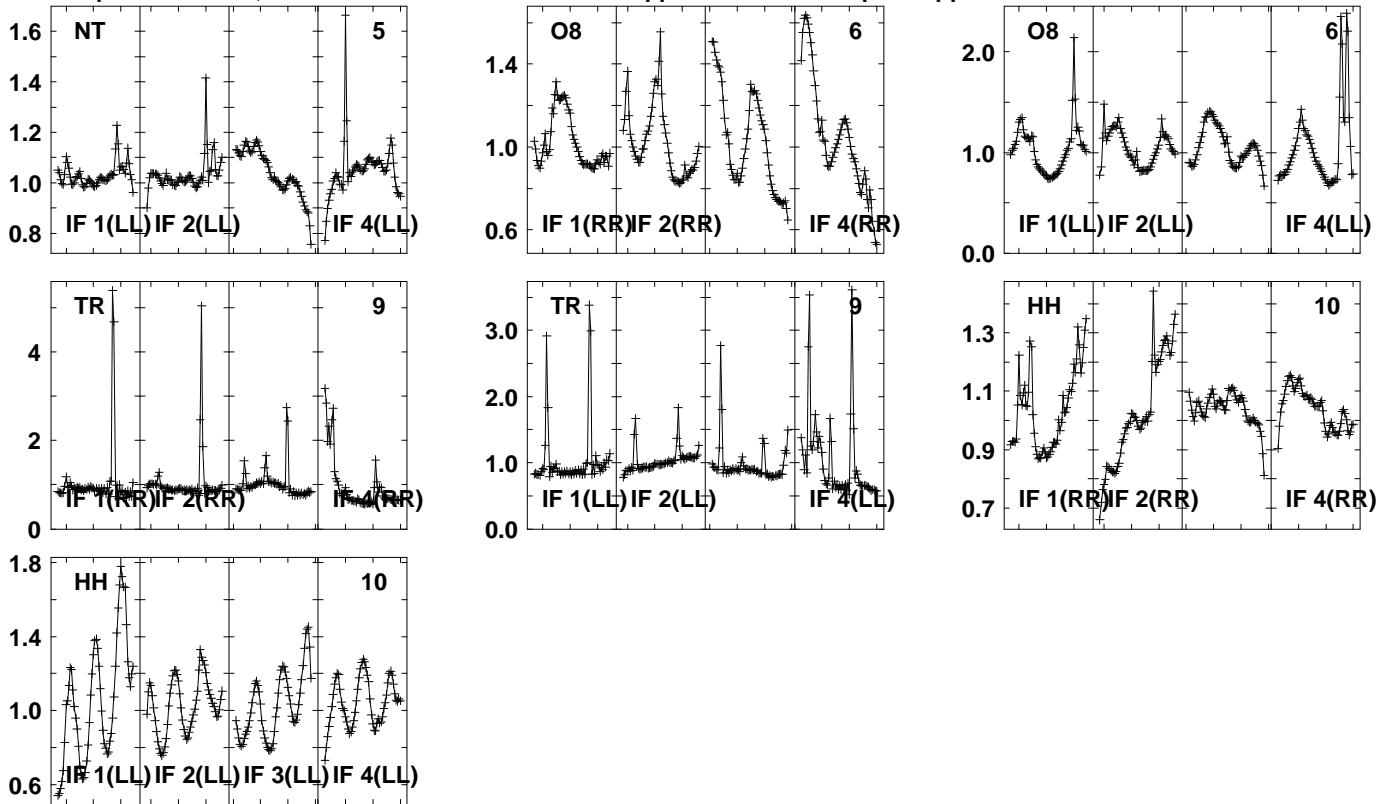 NT 5 O8 6 O8 6
1.6
1.4
1.2
1.0
0.8
IF 1(LL) IF 2(LL) IF 4(LL)
1.4
1.0
0.6
IF 1(RR) IF 2(RR) IF 4(RR)
2.0
1.0
0.0
IF 1(LL) IF 2(LL) IF 4(LL)
TR 9 TR 9 HH 10
4
2
0
IF 1(RR) IF 2(RR) IF 4(RR)
3.0
2.0
1.0
0.0
IF 1(LL) IF 2(LL) IF 4(LL)
1.3
1.1
0.9
0.7
IF 1(RR) IF 2(RR) IF 4(RR)
HH 10
1.8
1.4
1.0
0.6
IF 1(LL) IF 2(LL) IF 3(LL) IF 4(LL)